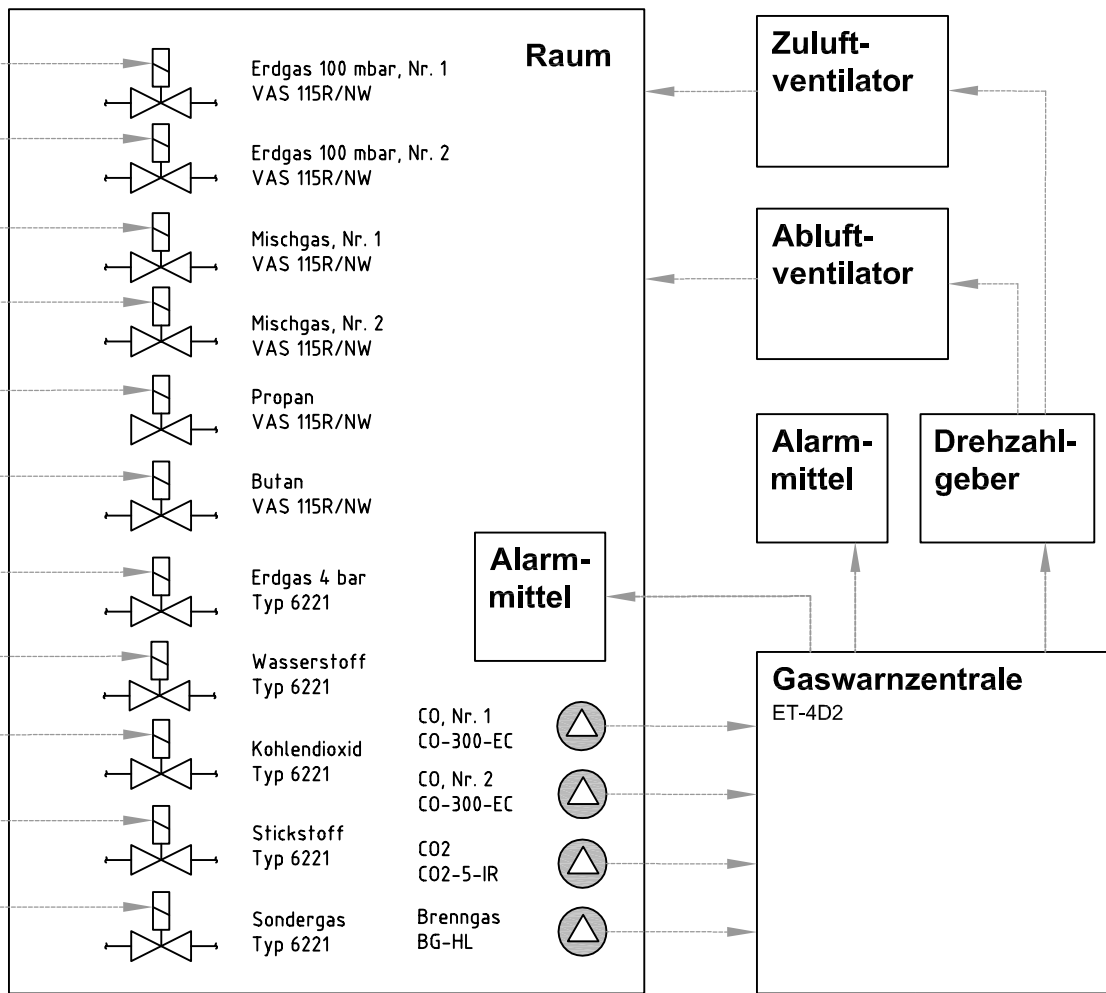 Raum
Erdgas 100 mbar, Nr. 1
VAS 115R/NW
Erdgas 100 mbar, Nr. 2
VAS 115R/NW
Mischgas, Nr. 1
VAS 115R/NW
Mischgas, Nr. 2
VAS 115R/NW
Propan
VAS 115R/NW
Butan
VAS 115R/NW
Erdgas 4 bar
Typ 6221
Wasserstoff
Typ 6221
Kohlendioxid
Typ 6221
Stickstoff
Typ 6221
Sondergas
Typ 6221
Alarm-
mittel
CO, Nr. 1
CO-300-EC
CO, Nr. 2
CO-300-EC
CO2
CO2-5-IR
Brenngas
BG-HL
Zuluft-
ventilator
Abluft-
ventilator
Alarm-
mittel
Drehzahl-
geber
Gaswarnzentrale
ET-4D2